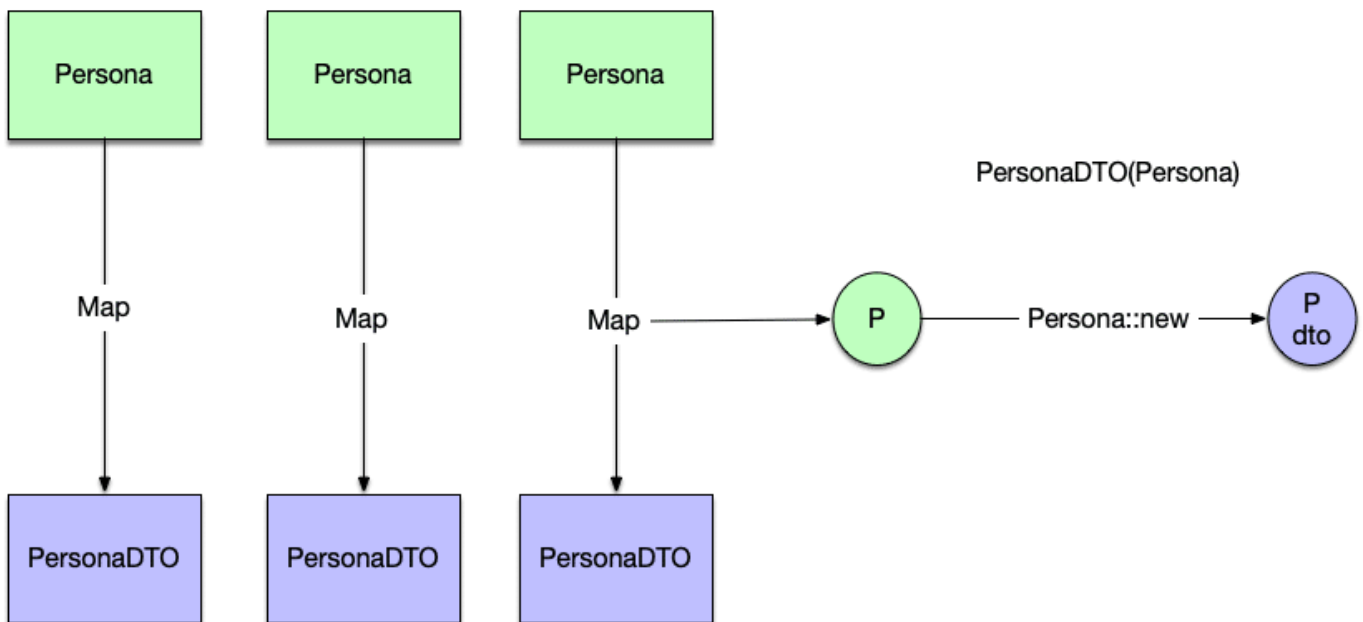 Persona
Persona
Persona
PersonaDTO(Persona)
Map
Map
Map
P
Persona::new
P
dto
PersonaDTO
PersonaDTO
PersonaDTO